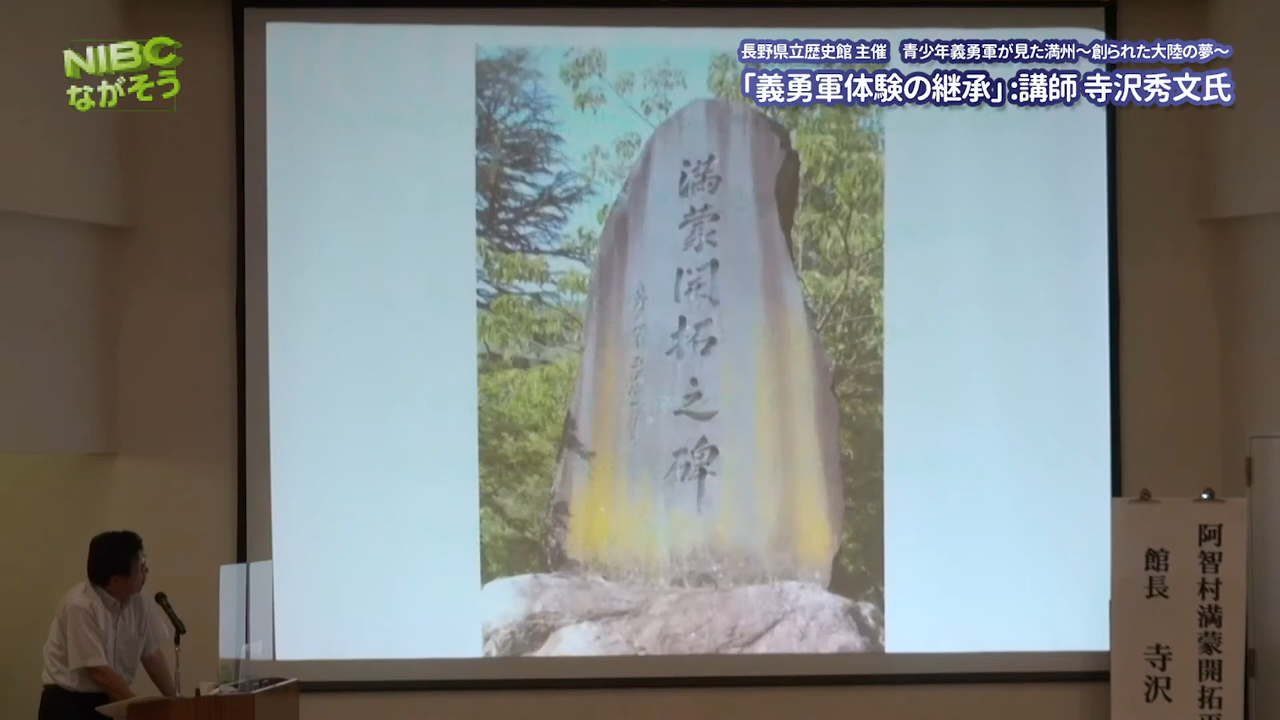 NIBC
ながそう
長野県立歴史館 主催　青少年義勇軍が見た満州～創られた大陸の夢～
「義勇軍体験の継承」:講師 寺沢秀文氏
満蒙開拓之碑
阿智村満蒙開拓
館長　寺沢